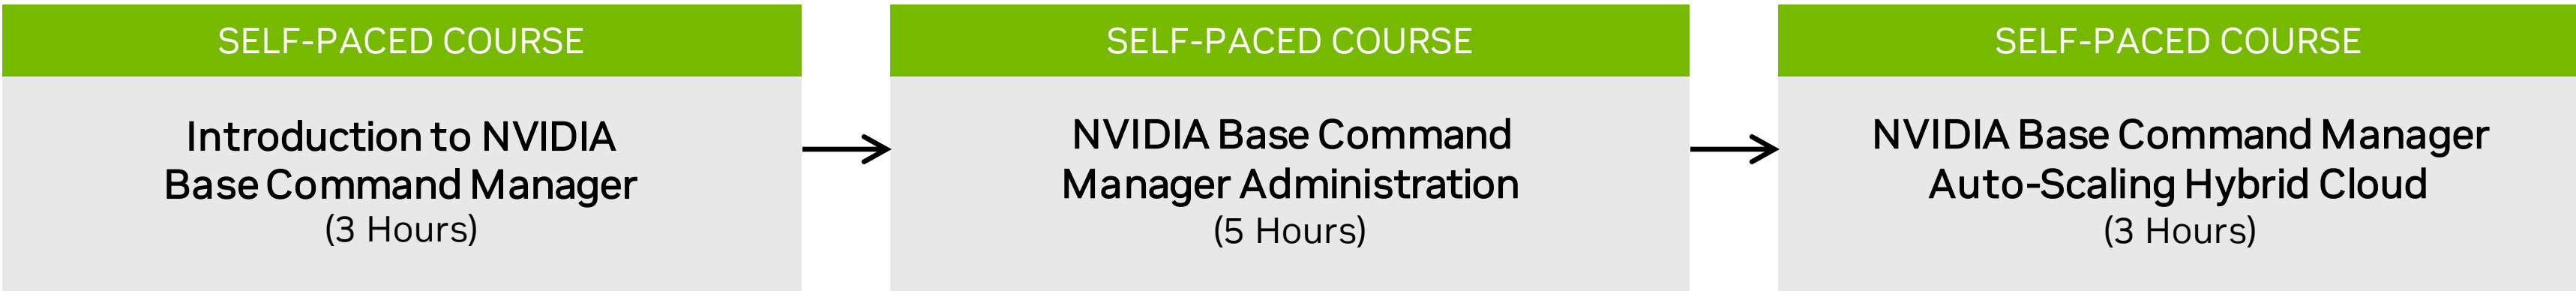 SELF-PACED COURSE
Introduction to NVIDIA
Base Command Manager
(3 Hours)
SELF-PACED COURSE
NVIDIA Base Command
Manager Administration
(5 Hours)
SELF-PACED COURSE
NVIDIA Base Command Manager
Auto-Scaling Hybrid Cloud
(3 Hours)